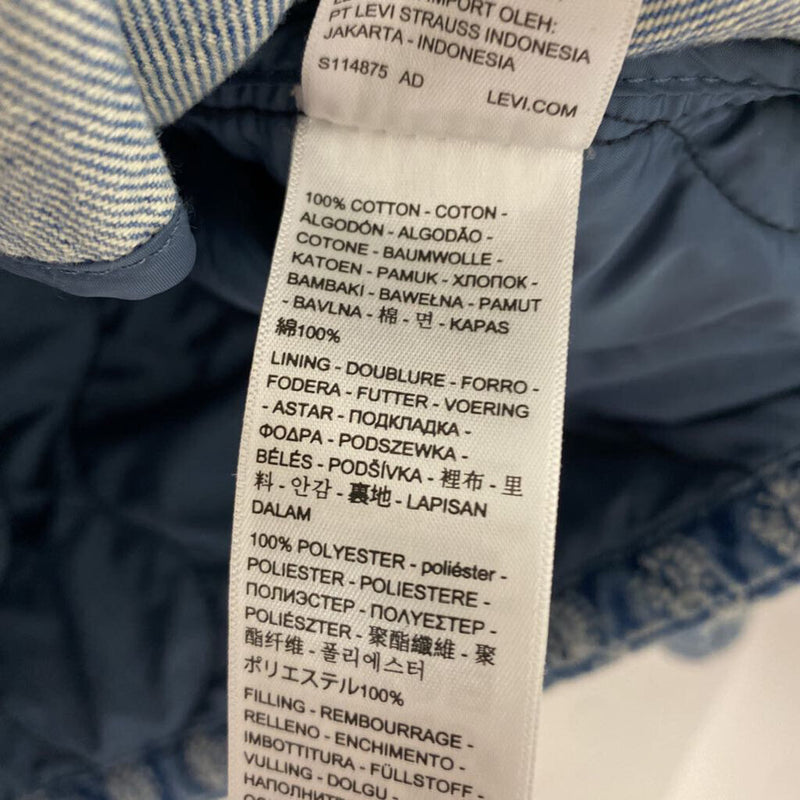 IMPORT OLEH:
PT LEVI STRAUSS INDONESIA
JAKARTA - INDONESIA
S114875 AD
LEVI.COM
100% COTTON - COTON -
ALGODÓN - ALGODÃO -
COTONE - BAUMWOLLE -
KATOEN - PAMUK - ХЛОПОК -
BAMBAKI - BAWEŁNA - PAMUT
- BAVLNA - 棉 - 면 - KAPAS
綿100%
LINING - DOUBLURE - FORRO -
FODERA - FUTTER - VOERING
- ASTAR - ПОДКЛАДКА -
ΦΟΔΡΑ - PODSZEWKA -
BÉLÉS - PODŠÍVKA - 裡布 - 里
料 - 안감 - 裏地 - LAPISAN
DALAM
100% POLYESTER - poliéster -
POLIESTER - POLIESTERE -
ПОЛИЭСТЕР - ΠΟΛΥΕΣΤΕΡ -
POLIÉSZTER - 聚酯纖維 - 聚
酯纤维 - 폴리에스터
ポリエステル100%
FILLING - REMBOURRAGE -
RELLENO - ENCHIMENTO -
IMBOTTITURA - FÜLLSTOFF -
VULLING - DOLGU -